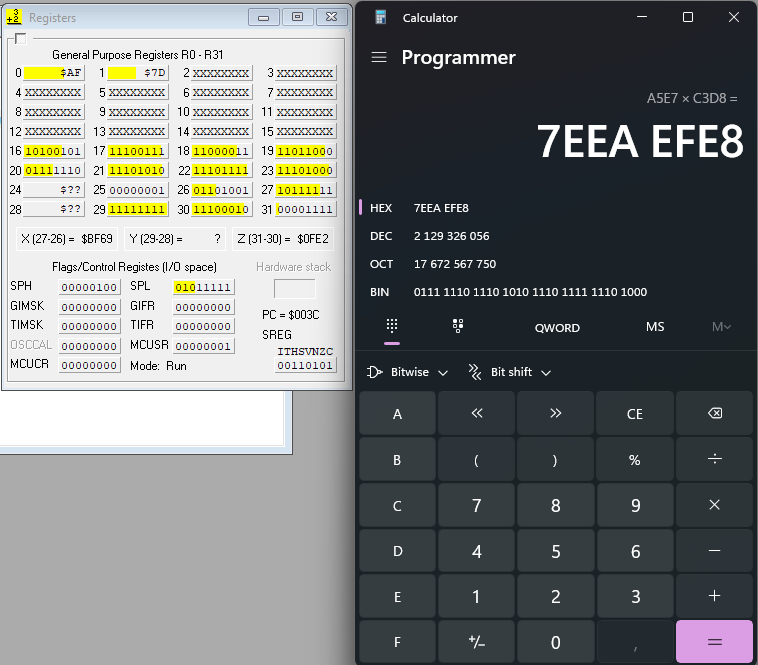 Registers
General Purpose Registers R0 - R31
0 $AF 1 $7D 2 XXXXXXXX 3 XXXXXXXX
4 XXXXXXXX 5 XXXXXXXX 6 XXXXXXXX 7 XXXXXXXX
8 XXXXXXXX 9 XXXXXXXX 10 XXXXXXXX 11 XXXXXXXX
12 XXXXXXXX 13 XXXXXXXX 14 XXXXXXXX 15 XXXXXXXX
16 10100101 17 11100111 18 11000011 19 11011000
20 01111110 21 11101010 22 11101111 23 11101000
24 $?? 25 00000001 26 01101001 27 10111111
28 $?? 29 11111111 30 11100010 31 00001111
X (27-26) = $BF69 Y (29-28) = ? Z (31-30) = $0FE2
Flags/Control Registes (I/O space) Hardware stack
SPH 00000100 SPL 01011111
GIMSK 00000000 GIFR 00000000
PC = $003C
TIMSK 00000000 TIFR 00000000
SREG
OSCCAL 00000000 MCUSR 00000001
ITHSVNZC
MCUCR 00000000 Mode: Run 00110101
Calculator
Programmer
A5E7 × C3D8 =
7EEA EFE8
HEX 7EEA EFE8
DEC 2 129 326 056
OCT 17 672 567 750
BIN 0111 1110 1110 1010 1110 1111 1110 1000
QWORD MS M
Bitwise Bit shift
A « » CE
B ( ) % ÷
C 7 8 9 ×
D 4 5 6 −
E 1 2 3 +
F +/− 0 , =